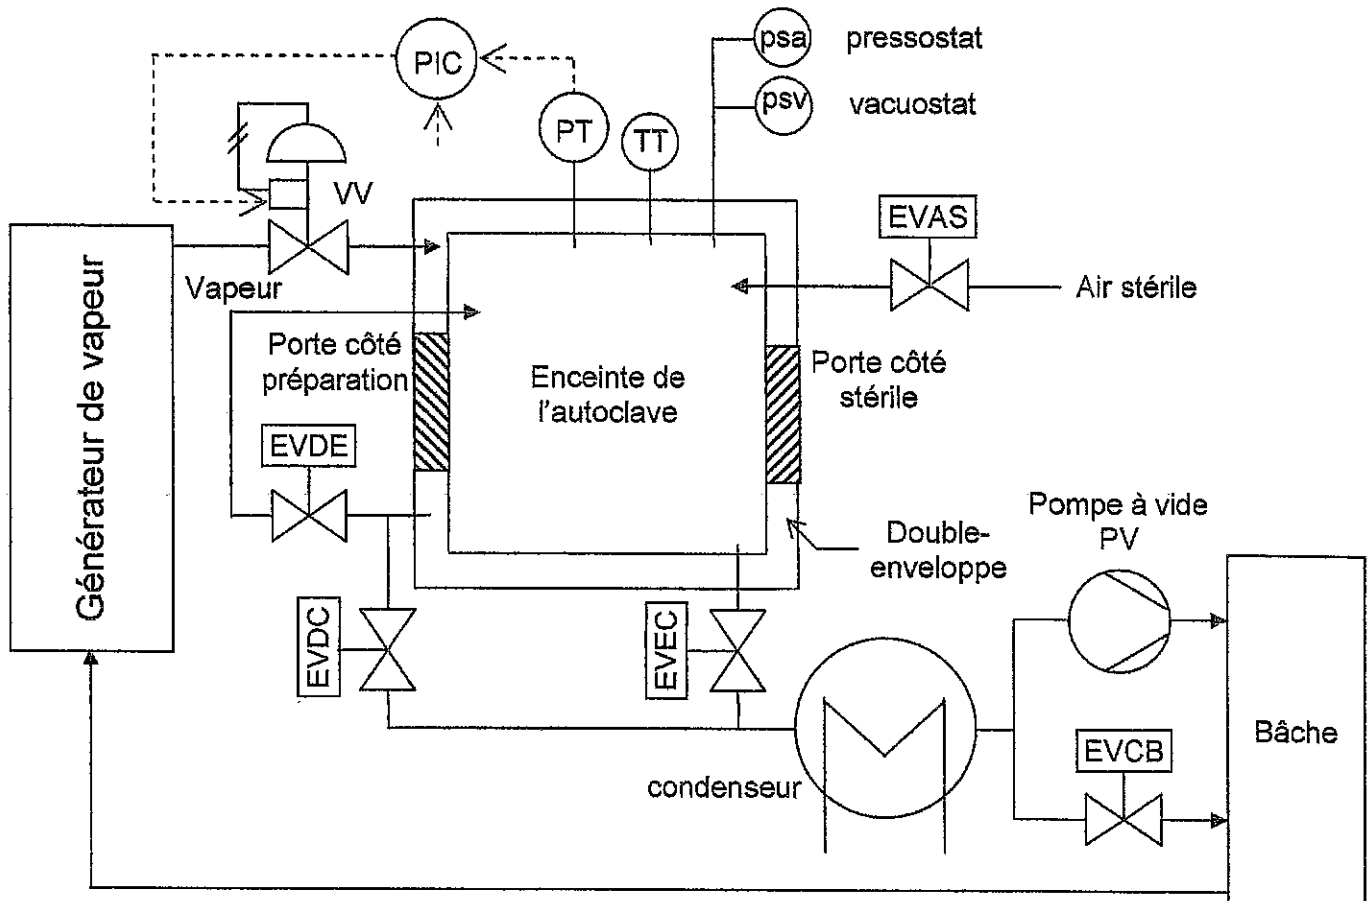 psa pressostat
PIC
psv vacuostat
PT
TT
VV
EVAS
Vapeur
Air stérile
Générateur de vapeur
Porte côté
préparation
Enceinte de
l'autoclave
Porte côté
stérile
EVDE
Pompe à vide
PV
Double-
enveloppe
EVDC
EVEC
EVCB
Bâche
condenseur